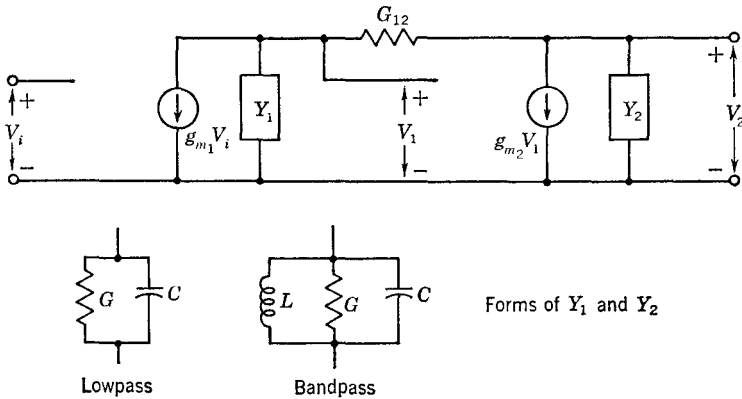 G₁₂
+
Vᵢ
−
gₘ₁Vᵢ
Y₁
+
V₁
−
gₘ₂V₁
Y₂
+
V₂
−
G
C
L
G
C
Forms of Y₁ and Y₂
Lowpass
Bandpass